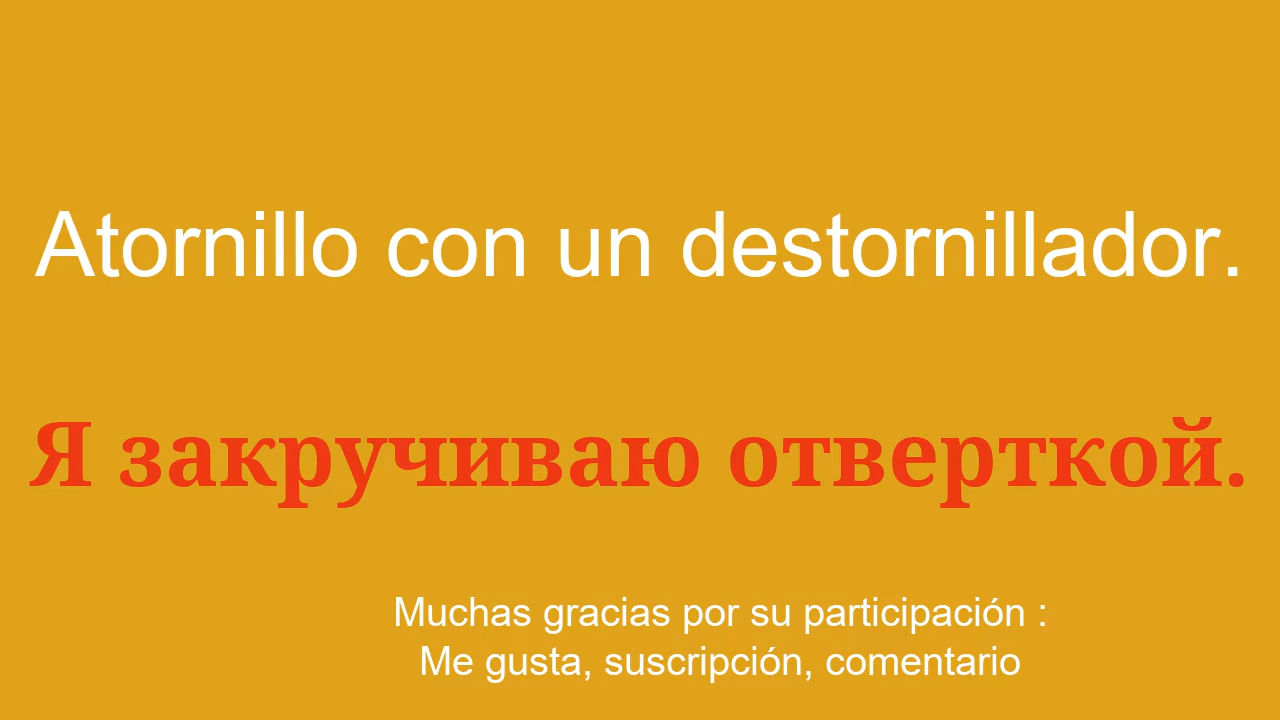 Atornillo con un destornillador.
Я закручиваю отверткой.
Muchas gracias por su participación :
Me gusta, suscripción, comentario